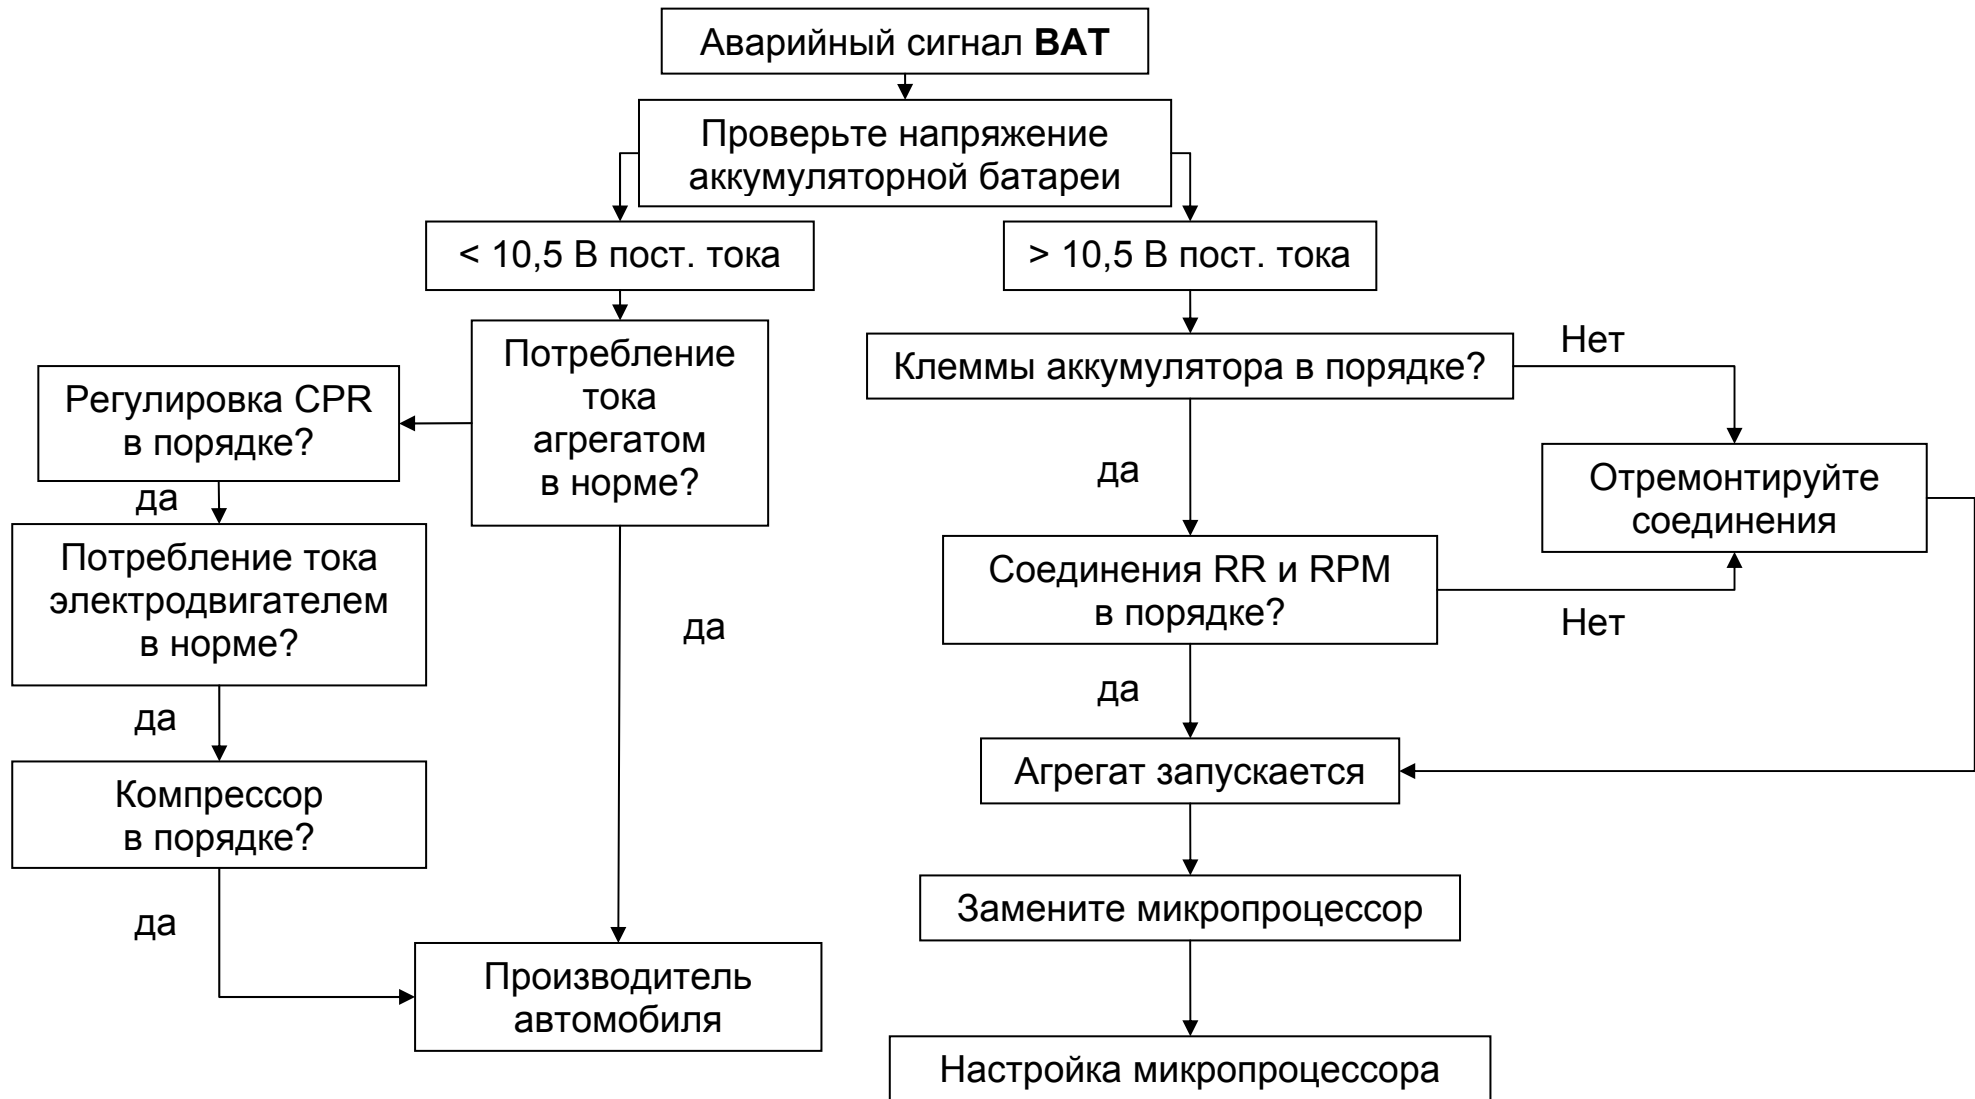 Аварийный сигнал BAT
Проверьте напряжение
аккумуляторной батареи
< 10,5 В пост. тока
> 10,5 В пост. тока
Потребление
тока
агрегатом
в норме?
Клеммы аккумулятора в порядке?
Нет
Регулировка CPR
в порядке?
да
Отремонтируйте
соединения
да
Потребление тока
электродвигателем
в норме?
Соединения RR и RPM
в порядке?
Нет
да
да
да
Агрегат запускается
Компрессор
в порядке?
Замените микропроцессор
да
Производитель
автомобиля
Настройка микропроцессора